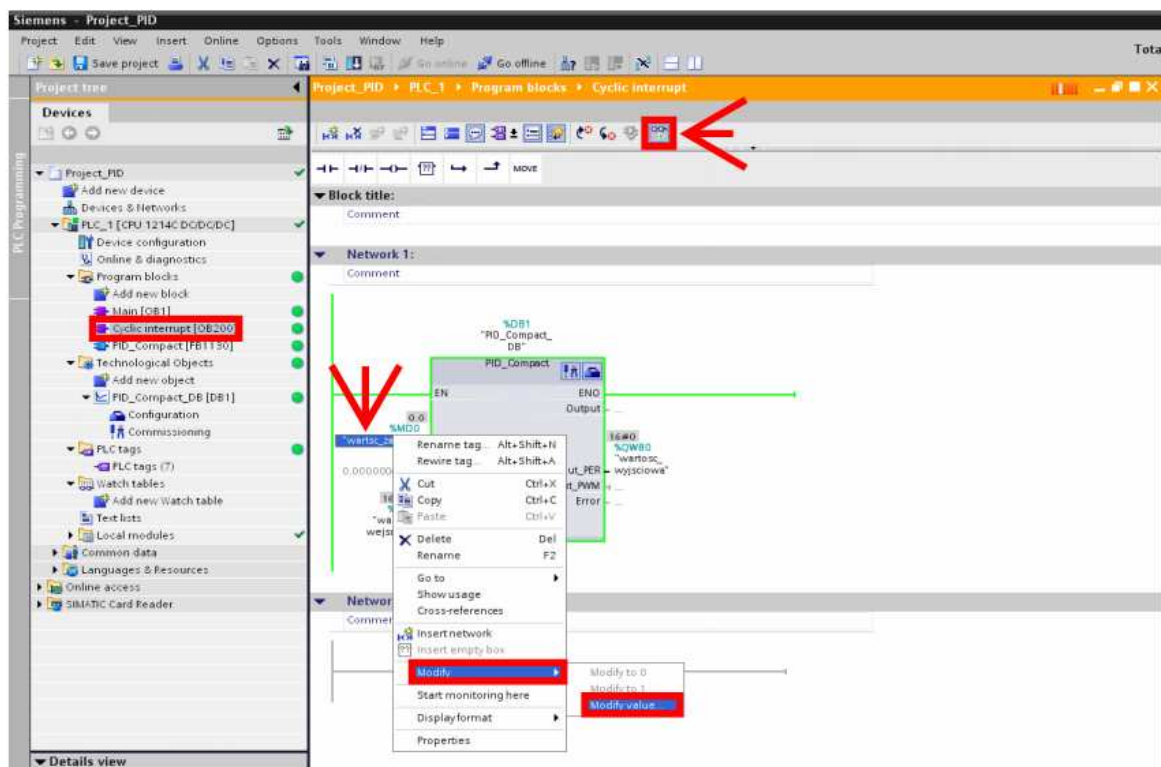 Siemens - Project_PID
Project Edit View Insert Online Options Tools Window Help
Save project Go online Go offline
Tota
Project tree
Project_PID PLC_1 Program blocks Cyclic interrupt
Devices
PLC Programming
Project_PID
Add new device
Devices & Networks
PLC_1 [CPU 1214C DC/DC/DC]
Device configuration
Online & diagnostics
Program blocks
Add new block
Main [OB1]
Cyclic interrupt [OB200]
PID_Compact [FB1130]
Technological Objects
Add new object
PID_Compact_DB [DB1]
Configuration
Commissioning
PLC tags
PLC tags (7)
Watch tables
Add new Watch table
Text lists
Local modules
Common data
Languages & Resources
Online access
SIMATIC Card Reader
Details view
MOVE
Block title:
Comment
Network 1:
Comment
%DB1
"PID_Compact_
DB"
PID_Compact
EN ENO
Output
0.0
%MD0
16#0
%QW80
"wartosc_
ut_PER wyjsciowa"
t_PWM
Error
Networ
Commer
Rename tag... Alt+Shift+N
Rewire tag... Alt+Shift+A
Cut Ctrl+X
Copy Ctrl+C
Paste Ctrl+V
Delete Del
Rename F2
Go to
Show usage
Cross-references
Insert network
Insert empty box
Modify
Start monitoring here
Display format
Properties
Modify to 0
Modify to 1
Modify value...